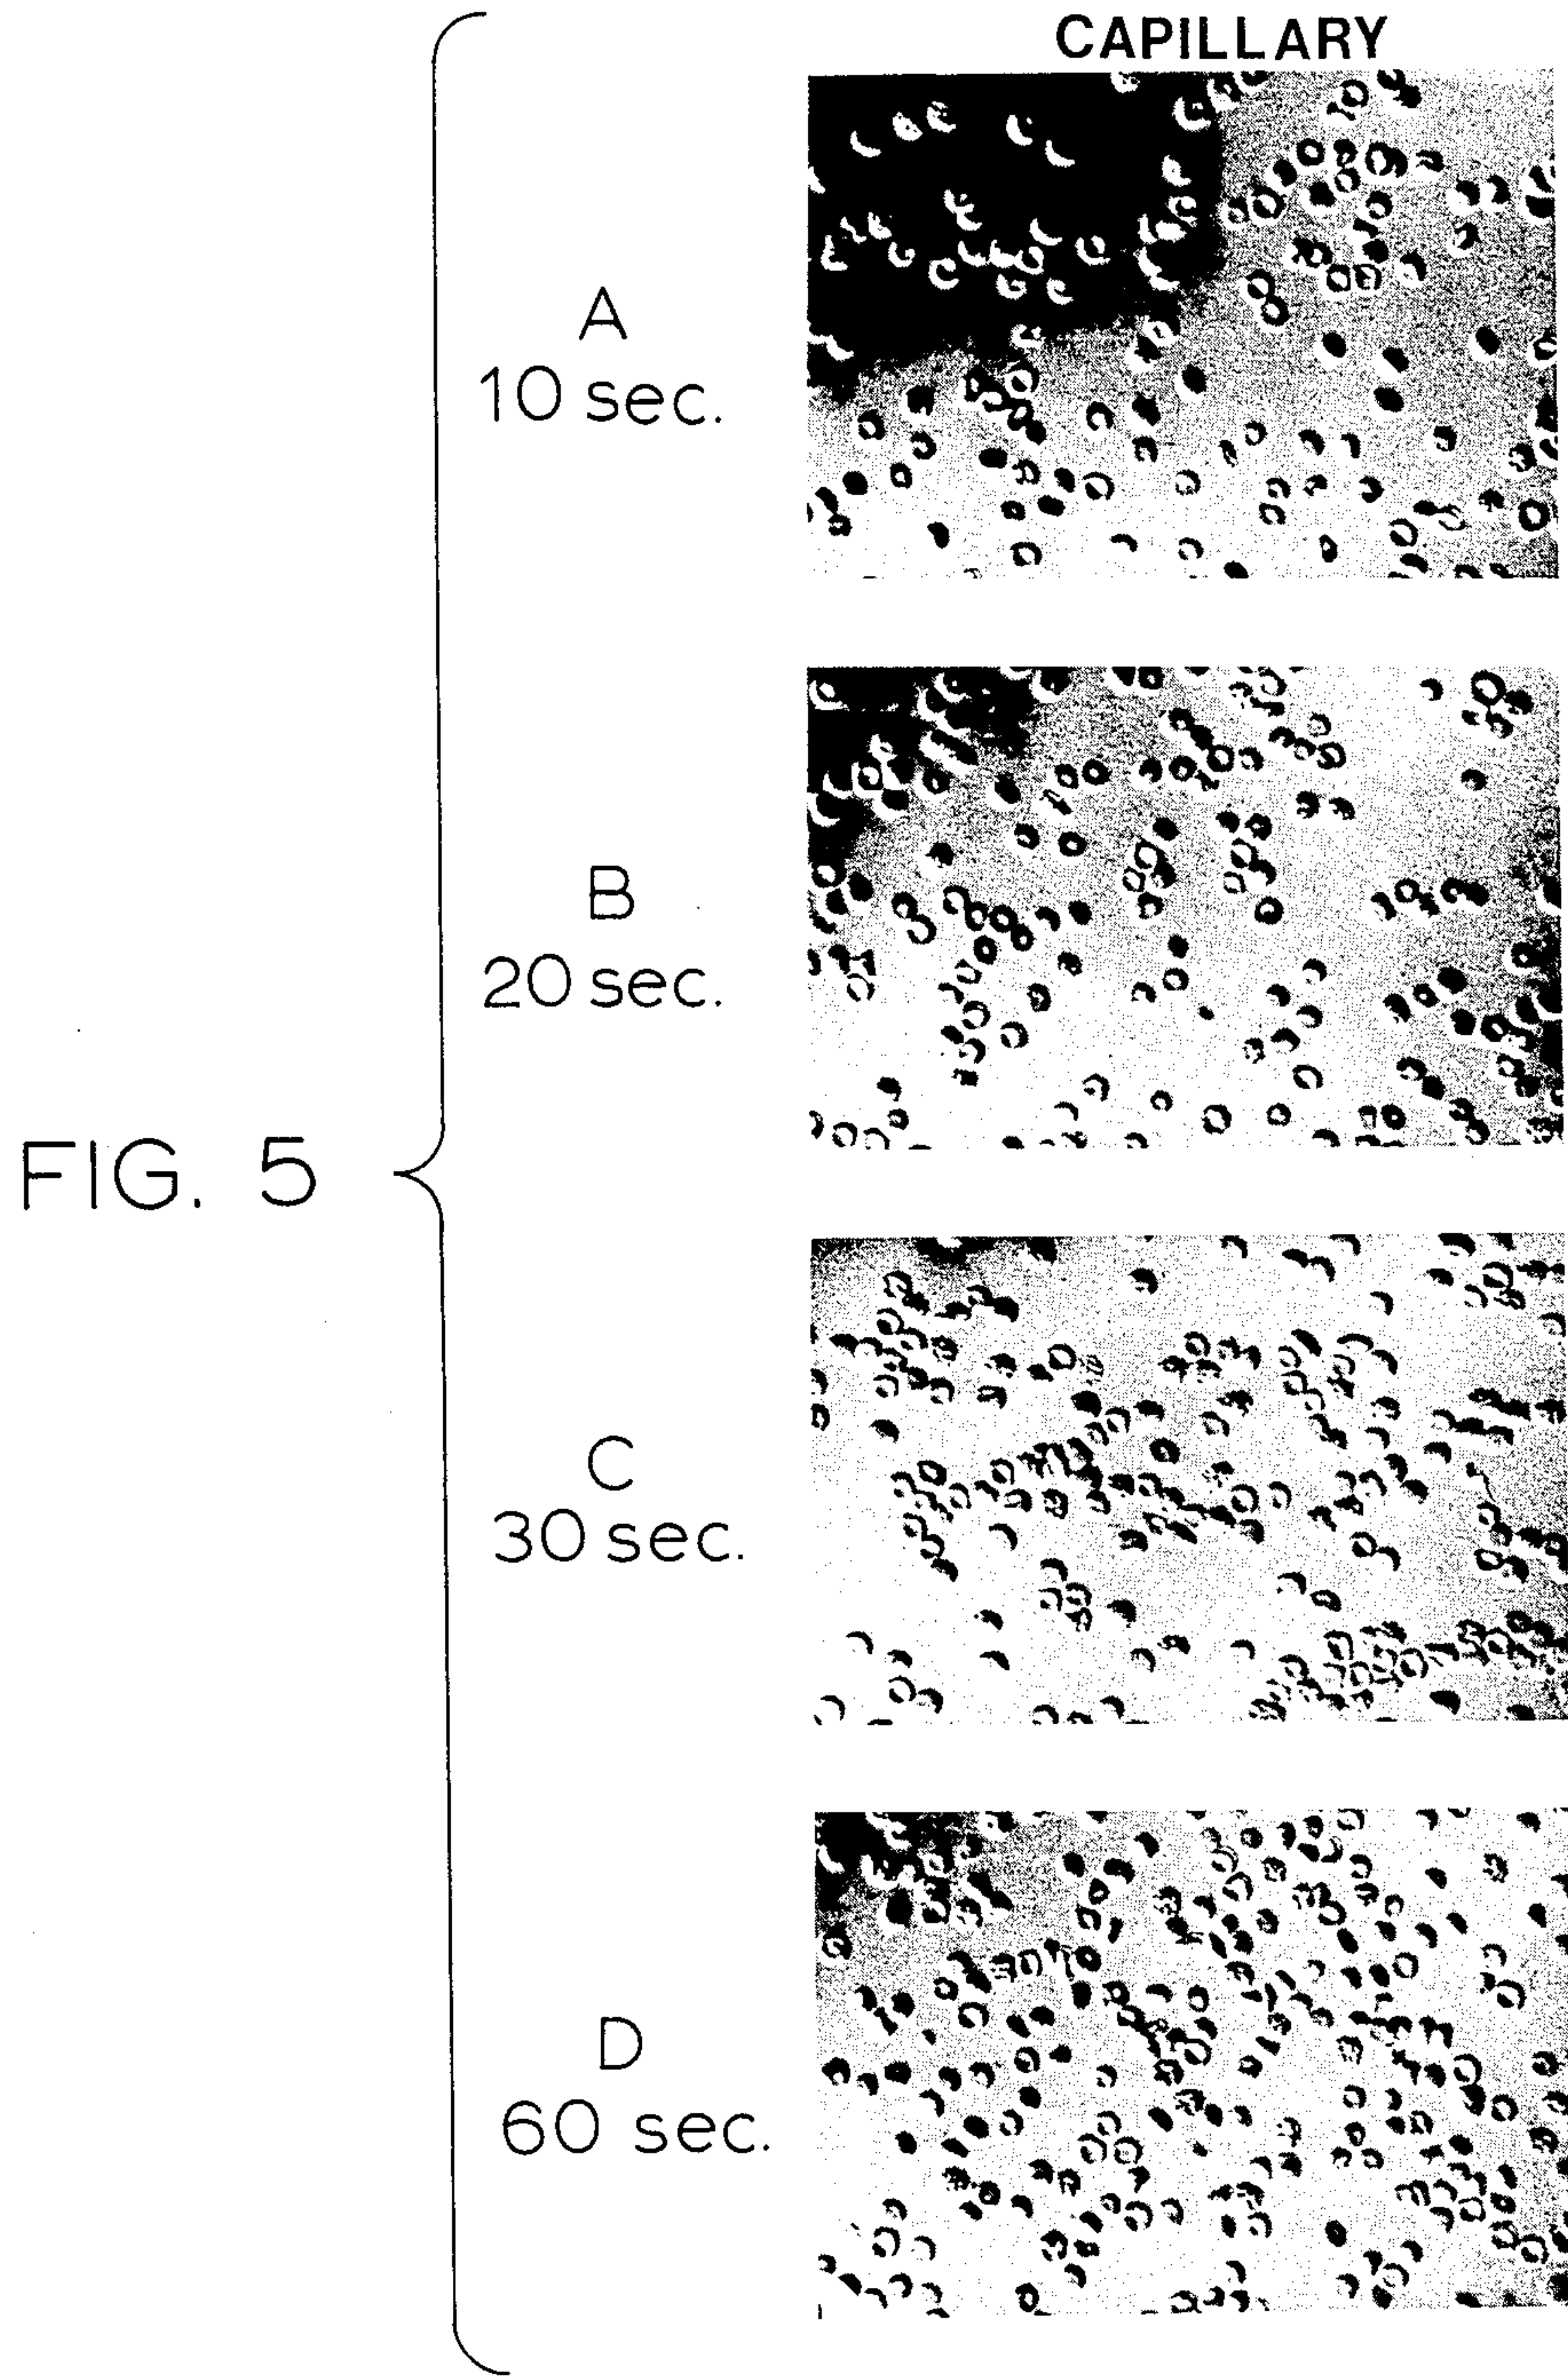 CAPILLARY
A
10 sec.
B
20 sec.
FIG. 5
C
30 sec.
D
60 sec.